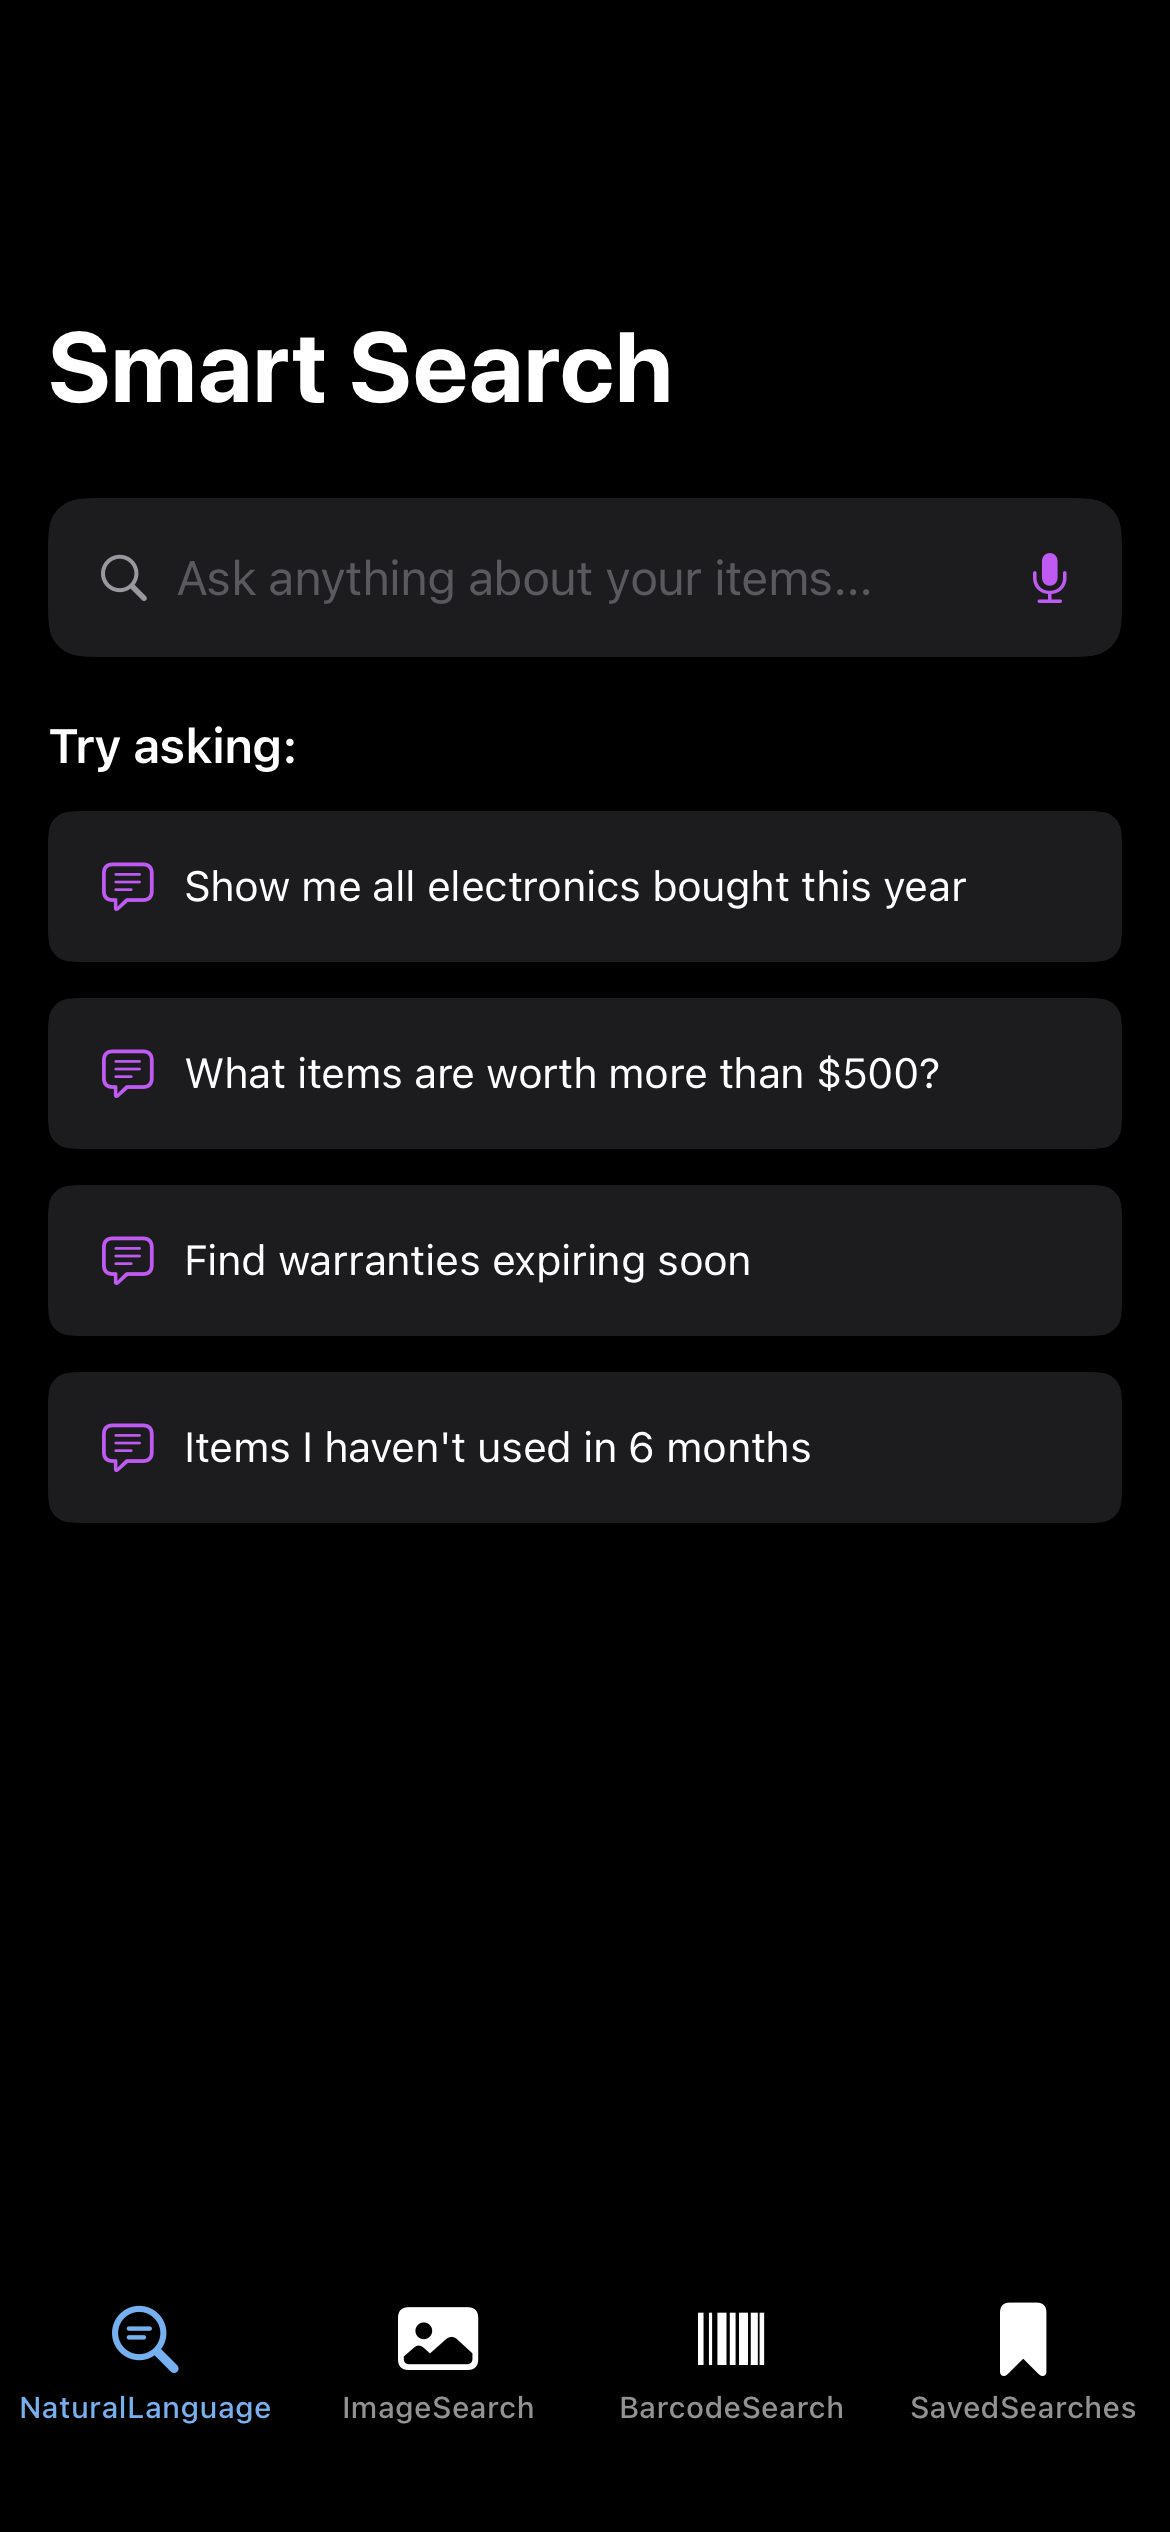 Smart Search
Ask anything about your items...
Try asking:
Show me all electronics bought this year
What items are worth more than $500?
Find warranties expiring soon
Items I haven't used in 6 months
NaturalLanguage
ImageSearch
BarcodeSearch
SavedSearches